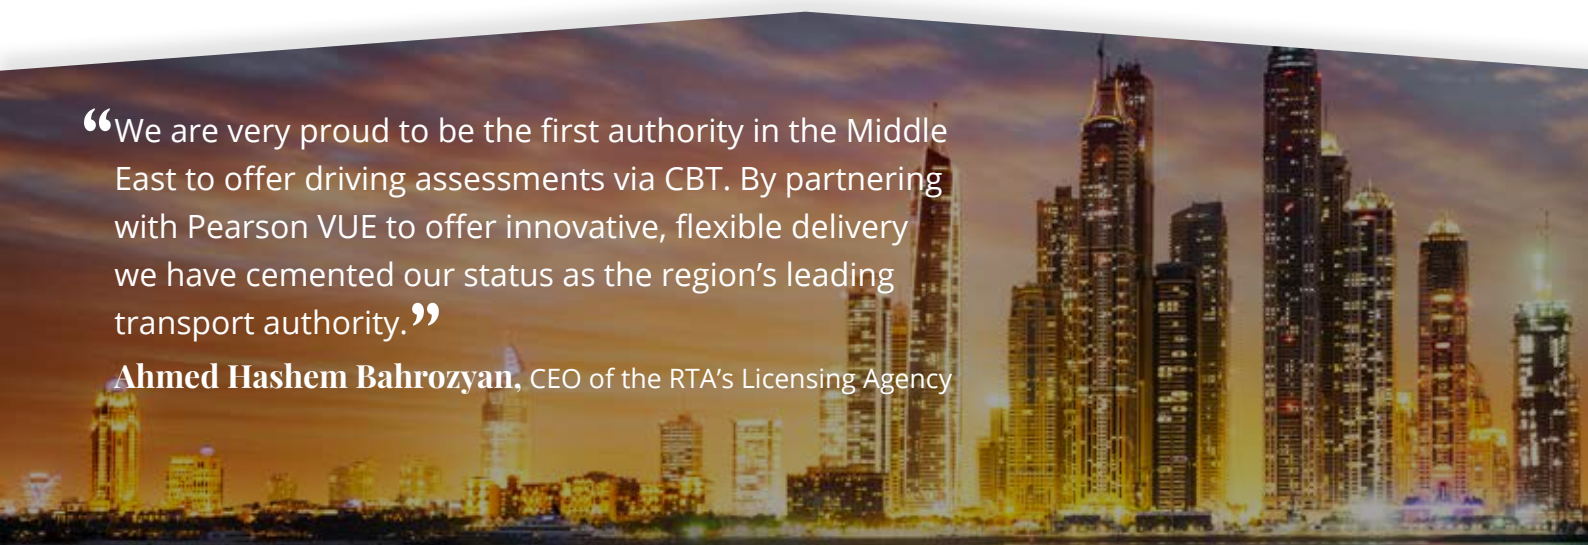 “We are very proud to be the first authority in the Middle
East to offer driving assessments via CBT. By partnering
with Pearson VUE to offer innovative, flexible delivery
we have cemented our status as the region’s leading
transport authority.”
Ahmed Hashem Bahrozyan, CEO of the RTA’s Licensing Agency